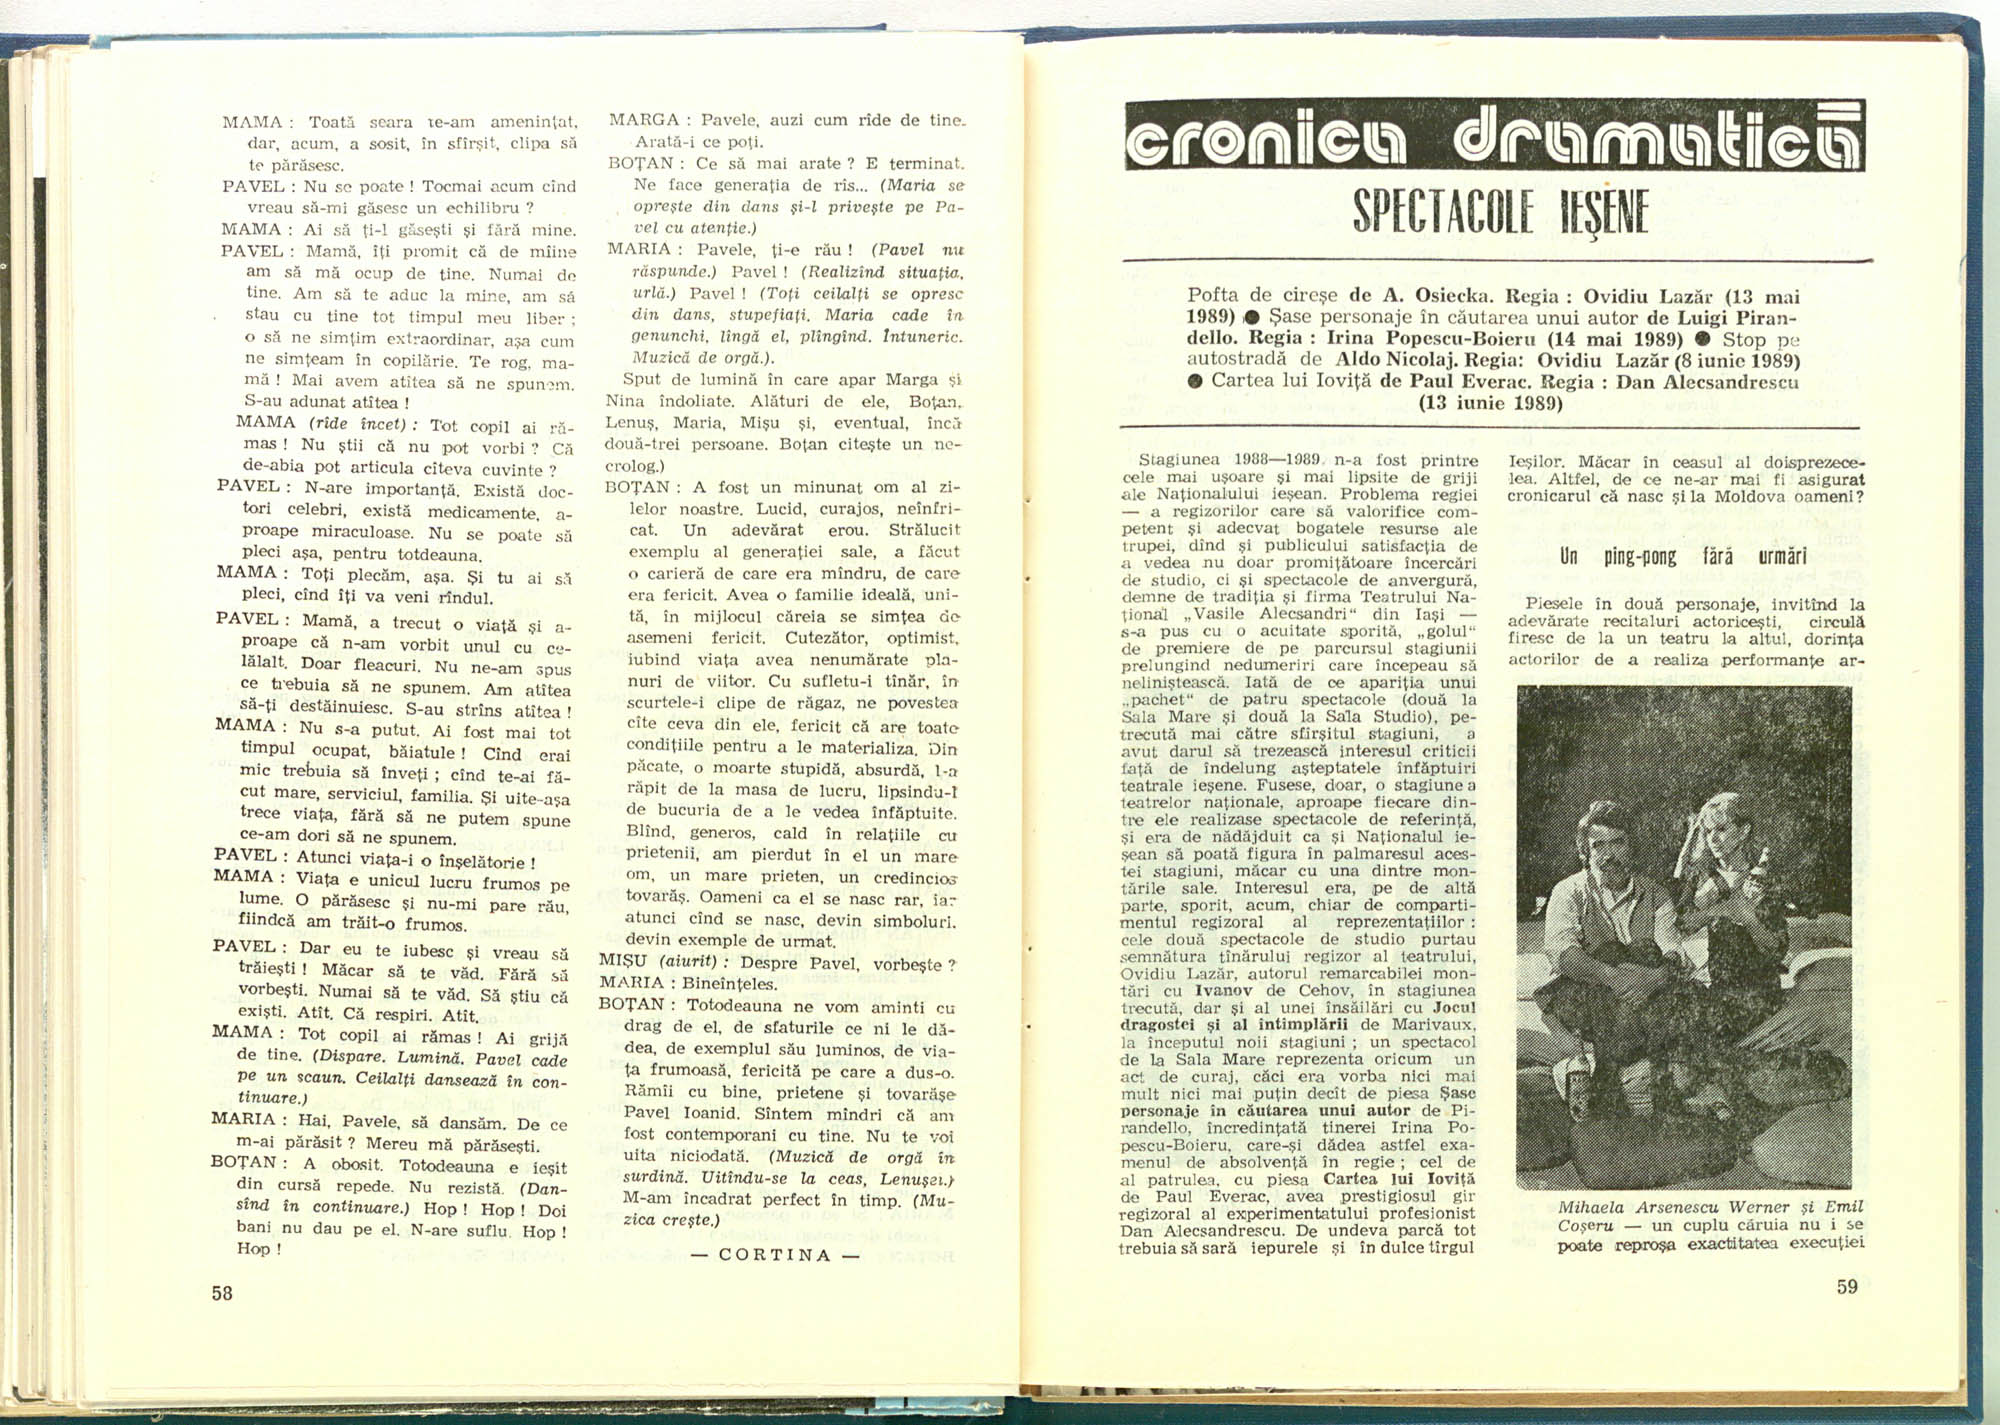 MAMA : Toată seara te-am amenințat,
dar, acum, a sosit, în sfîrșit, clipa să
te părăsesc.
PAVEL : Nu se poate ! Tocmai acum cînd
vreau să-mi găsesc un echilibru ?
MAMA : Ai să ți-l găsești și fără mine.
PAVEL : Mamă, îți promit că de mîine
am să mă ocup de tine. Numai de
tine. Am să te aduc la mine, am să
stau cu tine tot timpul meu liber ;
o să ne simțim extraordinar, așa cum
ne simțeam în copilărie. Te rog, ma-
mă ! Mai avem atîtea să ne spunem.
S-au adunat atîtea !
MAMA (rîde încet) : Tot copil ai ră-
mas ! Nu știi că nu pot vorbi ? Că
de-abia pot articula cîteva cuvinte ?
PAVEL : N-are importanță. Există doc-
tori celebri, există medicamente, a-
proape miraculoase. Nu se poate să
pleci așa, pentru totdeauna.
MAMA : Toți plecăm, așa. Și tu ai să
pleci, cînd îți va veni rîndul.
PAVEL : Mamă, a trecut o viață și a-
proape că n-am vorbit unul cu ce-
lălalt. Doar fleacuri. Nu ne-am spus
ce trebuia să ne spunem. Am atîtea
să-ți destăinuiesc. S-au strîns atîtea !
MAMA : Nu s-a putut. Ai fost mai tot
timpul ocupat, băiatule ! Cînd erai
mic trebuia să înveți ; cînd te-ai fă-
cut mare, serviciul, familia. Și uite-așa
trece viața, fără să ne putem spune
ce-am dori să ne spunem.
PAVEL : Atunci viața-i o înșelătorie !
MAMA : Viața e unicul lucru frumos pe
lume. O părăsesc și nu-mi pare rău,
fiindcă am trăit-o frumos.
PAVEL : Dar eu te iubesc și vreau să
trăiești ! Măcar să te văd. Fără să
vorbești. Numai să te văd. Să știu că
exiști. Atît. Că respiri. Atît.
MAMA : Tot copil ai rămas ! Ai grijă
de tine. (Dispare. Lumină. Pavel cade
pe un scaun. Ceilalți dansează în con-
tinuare.)
MARIA : Hai, Pavele, să dansăm. De ce
m-ai părăsit ? Mereu mă părăsești.
BOȚAN : A obosit. Totodeauna e ieșit
din cursă repede. Nu rezistă. (Dan-
sînd în continuare.) Hop ! Hop ! Doi
bani nu dau pe el. N-are suflu. Hop !
Hop !
58
MARGA : Pavele, auzi cum rîde de tine.
Arată-i ce poți.
BOȚAN : Ce să mai arate ? E terminat.
Ne face generația de rîs... (Maria se
oprește din dans și-l privește pe Pa-
vel cu atenție.)
MARIA : Pavele, ți-e rău ! (Pavel nu
răspunde.) Pavel ! (Realizînd situația,
urlă.) Pavel ! (Toți ceilalți se opresc
din dans, stupefiați. Maria cade în
genunchi, lîngă el, plîngînd. Întuneric.
Muzică de orgă.).
Sput de lumină în care apar Marga și
Nina îndoliate. Alături de ele, Boțan,
Lenuș, Maria, Mișu și, eventual, încă
două-trei persoane. Boțan citește un ne-
crolog.)
BOȚAN : A fost un minunat om al zi-
lelor noastre. Lucid, curajos, neînfri-
cat. Un adevărat erou. Strălucit
exemplu al generației sale, a făcut
o carieră de care era mîndru, de care
era fericit. Avea o familie ideală, uni-
tă, în mijlocul căreia se simțea de
asemeni fericit. Cutezător, optimist,
iubind viața avea nenumărate pla-
nuri de viitor. Cu sufletu-i tînăr, în
scurtele-i clipe de răgaz, ne povestea
cîte ceva din ele, fericit că are toate
condițiile pentru a le materializa. Din
păcate, o moarte stupidă, absurdă, l-a
răpit de la masa de lucru, lipsindu-l
de bucuria de a le vedea înfăptuite.
Blînd, generos, cald în relațiile cu
prietenii, am pierdut în el un mare
om, un mare prieten, un credincios
tovarăș. Oameni ca el se nasc rar, iar
atunci cînd se nasc, devin simboluri,
devin exemple de urmat.
MIȘU (aiurit) : Despre Pavel, vorbește ?
MARIA : Bineînțeles.
BOȚAN : Totodeauna ne vom aminti cu
drag de el, de sfaturile ce ni le dă-
dea, de exemplul său luminos, de via-
ța frumoasă, fericită pe care a dus-o.
Rămîi cu bine, prietene și tovarășe
Pavel Ioanid. Sîntem mîndri că am
fost contemporani cu tine. Nu te voi
uita niciodată. (Muzică de orgă în
surdină. Uitîndu-se la ceas, Lenușei.)
M-am încadrat perfect în timp. (Mu-
zica crește.)
— CORTINA —
cronica dramatică
SPECTACOLE IEȘENE
Pofta de cireșe de A. Osiecka. Regia : Ovidiu Lazăr (13 mai
1989) ● Șase personaje în căutarea unui autor de Luigi Piran-
dello. Regia : Irina Popescu-Boieru (14 mai 1989) ● Stop pe
autostradă de Aldo Nicolaj. Regia: Ovidiu Lazăr (8 iunie 1989)
● Cartea lui Ioviță de Paul Everac. Regia : Dan Alecsandrescu
(13 iunie 1989)
Stagiunea 1988—1989, n-a fost printre
cele mai ușoare și mai lipsite de griji
ale Naționalului ieșean. Problema regiei
— a regizorilor care să valorifice com-
petent și adecvat bogatele resurse ale
trupei, dînd și publicului satisfacția de
a vedea nu doar promițătoare încercări
de studio, ci și spectacole de anvergură,
demne de tradiția și firma Teatrului Na-
țional „Vasile Alecsandri“ din Iași —
s-a pus cu o acuitate sporită, „golul“
de premiere de pe parcursul stagiunii
prelungind nedumeriri care începeau să
neliniștească. Iată de ce apariția unui
„pachet“ de patru spectacole (două la
Sala Mare și două la Sala Studio), pe-
trecută mai către sfîrșitul stagiuni, a
avut darul să trezească interesul criticii
față de îndelung așteptatele înfăptuiri
teatrale ieșene. Fusese, doar, o stagiune a
teatrelor naționale, aproape fiecare din-
tre ele realizase spectacole de referință,
și era de nădăjduit ca și Naționalul ie-
șean să poată figura în palmaresul aces-
tei stagiuni, măcar cu una dintre mon-
tările sale. Interesul era, pe de altă
parte, sporit, acum, chiar de comparti-
mentul regizoral al reprezentațiilor :
cele două spectacole de studio purtau
semnătura tînărului regizor al teatrului,
Ovidiu Lazăr, autorul remarcabilei mon-
tări cu Ivanov de Cehov, în stagiunea
trecută, dar și al unei însăilări cu Jocul
dragostei și al întîmplării de Marivaux,
la începutul noii stagiuni ; un spectacol
de la Sala Mare reprezenta oricum un
act de curaj, căci era vorba nici mai
mult nici mai puțin decît de piesa Șase
personaje în căutarea unui autor de Pi-
randello, încredințată tinerei Irina Po-
pescu-Boieru, care-și dădea astfel exa-
menul de absolvență în regie ; cel de
al patrulea, cu piesa Cartea lui Ioviță
de Paul Everac, avea prestigiosul gir
regizoral al experimentatului profesionist
Dan Alecsandrescu. De undeva parcă tot
trebuia să sară iepurele și în dulce tîrgul
Ieșilor. Măcar în ceasul al doisprezece-
lea. Altfel, de ce ne-ar mai fi asigurat
cronicarul că nasc și la Moldova oameni?
Un ping-pong fără urmări
Piesele în două personaje, invitînd la
adevărate recitaluri actoricești, circulă
firesc de la un teatru la altul, dorința
actorilor de a realiza performanțe ar-
Mihaela Arsenescu Werner și Emil
Coșeru — un cuplu căruia nu i se
poate reproșa exactitatea execuției
59